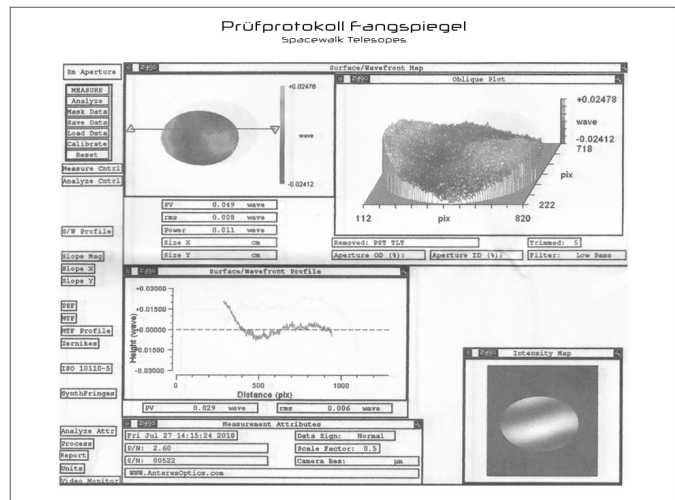 Prüfprotokoll Fangspiegel
Spacewalk Telesopes
Sm Aperture
MEASURE
Analyze
Mask Data
Save Data
Load Data
Calibrate
Reset
Measure Cntrl
Analyze Cntrl
S/W Profile
Slope Mag
Slope X
Slope Y
PSF
MTF
MTF Profile
Zernikes
ISO 10110-5
SynthFringes
Analyze Attr
Process
Report
Units
Video Monitor
zygo Surface/Wavefront Map
+0.02478
wave
-0.02412
PV 0.049 wave
rms 0.008 wave
Power 0.011 wave
Size X cm
Size Y cm
zygo Oblique Plot
+0.02478
wave
-0.02412
718
pix
222
112 pix 820
Removed: PST TLT Trimmed: 5
Aperture OD (%): Aperture ID (%): Filter: Low Pass
zygo Surface/Wavefront Profile
+0.03000
+0.01500
+0.00000
-0.01500
-0.03000
Height (wave)
0 500 1000
Distance (pix)
PV 0.029 wave rms 0.006 wave
zygo Measurement Attributes
Fri Jul 27 14:15:24 2018 Data Sign: Normal
P/N: 2.60 Scale Factor: 0.5
S/N: 00522 Camera Res: µm
WWW.AntaresOptics.com
zygo Intensity Map